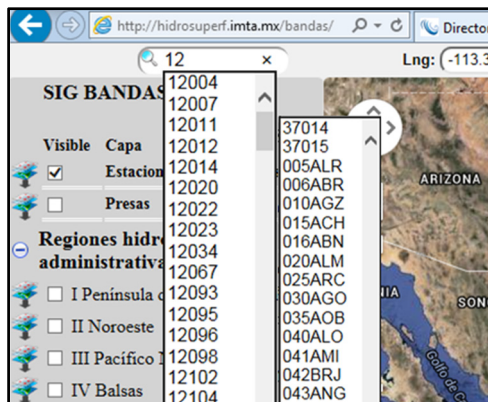 http://hidrosuperf.imta.mx/bandas/
Director
12
×
Lng: -113.3
SIG BANDAS
Visible Capa
Estacion
Presas
Regiones hidr
administrativa
I Península
II Noroeste
III Pacífico
IV Balsas
12004
12007
12011
12012
12014
12020
12022
12023
12034
12067
12093
12095
12096
12098
12102
12104
37014
37015
005ALR
006ABR
010AGZ
015ACH
016ABN
020ALM
025ARC
030AGO
035AOB
040ALO
041AMI
042BRJ
043ANG
ARIZONA
NIA
SON
Golfo de